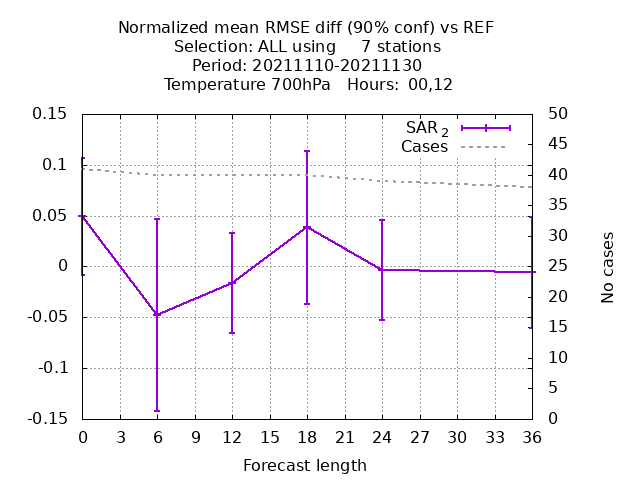 Normalized mean RMSE diff (90% conf) vs REF
Selection: ALL using 7 stations
Period: 20211110-20211130
Temperature 700hPa Hours: 00,12
SAR 2
Cases
0.15
0.1
0.05
0
-0.05
-0.1
-0.15
50
45
40
35
30
25
20
15
10
5
0
No cases
0 3 6 9 12 15 18 21 24 27 30 33 36
Forecast length